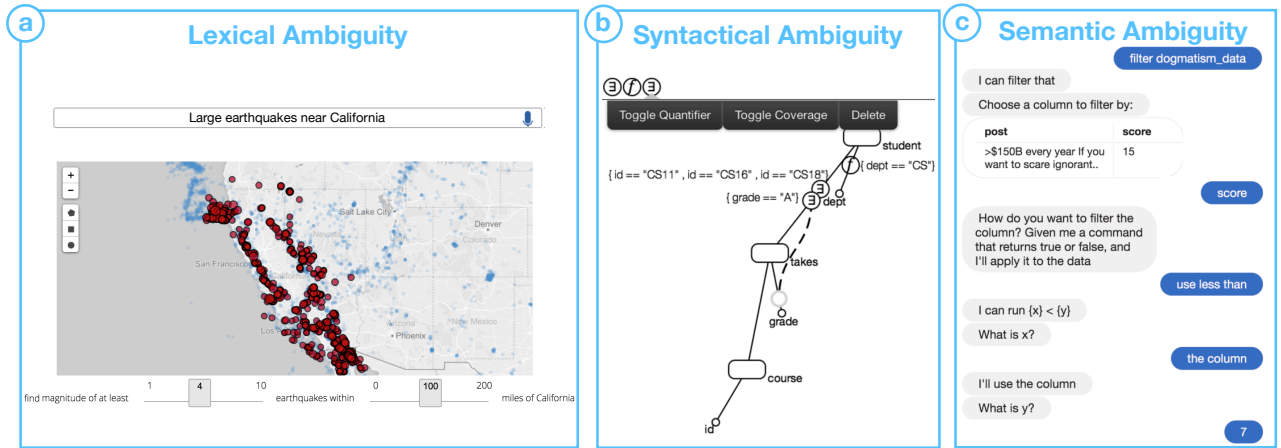 a
Lexical Ambiguity
Large earthquakes near California
+
−
Salt Lake City
Nevada
Denver
Colorado
San Francisco
California
Arizona
Phoenix
New Mexico
find magnitude of at least
1
4
10
earthquakes within
0
100
200
miles of California
b
Syntactical Ambiguity
∃ f ∃
Toggle Quantifier
Toggle Coverage
Delete
student
f { dept == "CS"}
{ id == "CS11" , id == "CS16" , id == "CS18"}
∃
{ grade == "A"} ∃ dept
takes
grade
course
id
c
Semantic Ambiguity
filter dogmatism_data
I can filter that
Choose a column to filter by:
post score
>$150B every year If you 15
want to scare ignorant..
score
How do you want to filter the
column? Given me a command
that returns true or false, and
I'll apply it to the data
use less than
I can run {x} < {y}
What is x?
the column
I'll use the column
What is y?
7